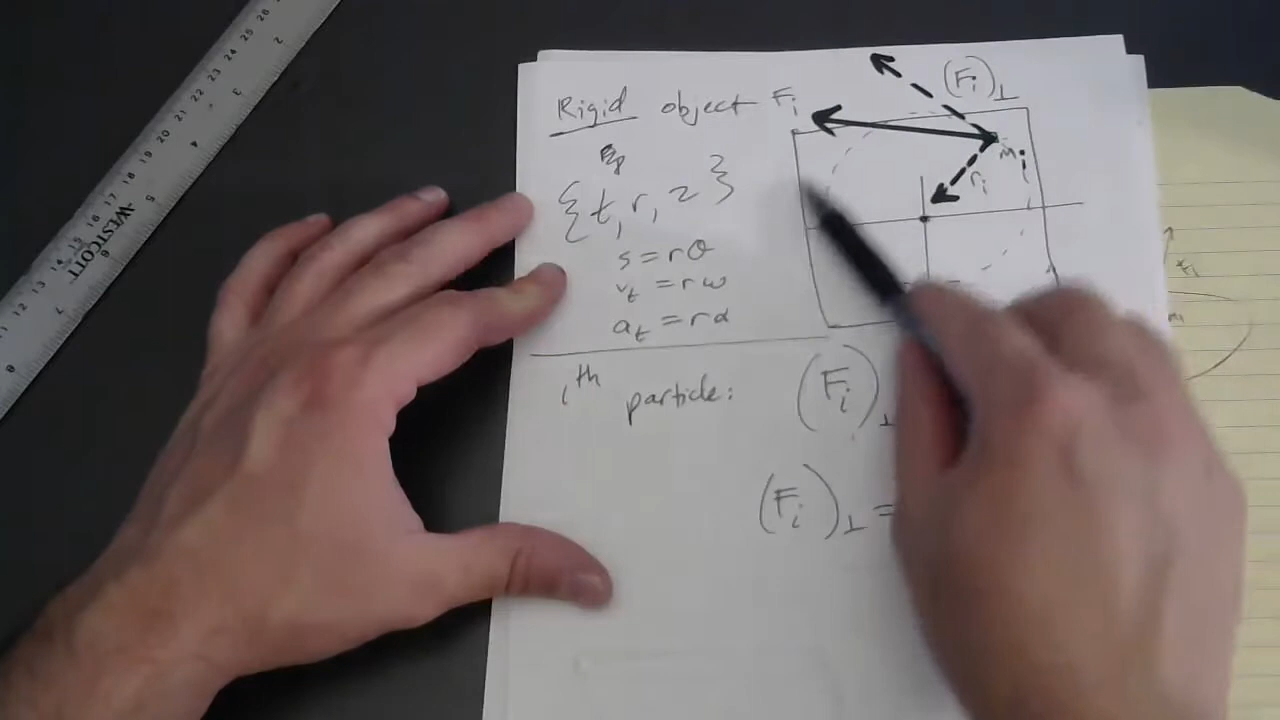 Rigid object
F_i
(F_i)_⊥
m_i
r_i
{t, r, z}
s = rθ
v_t = rω
a_t = rα
i^th particle: (F_i)_⊥
(F_i)_⊥ =
WESTCOTT